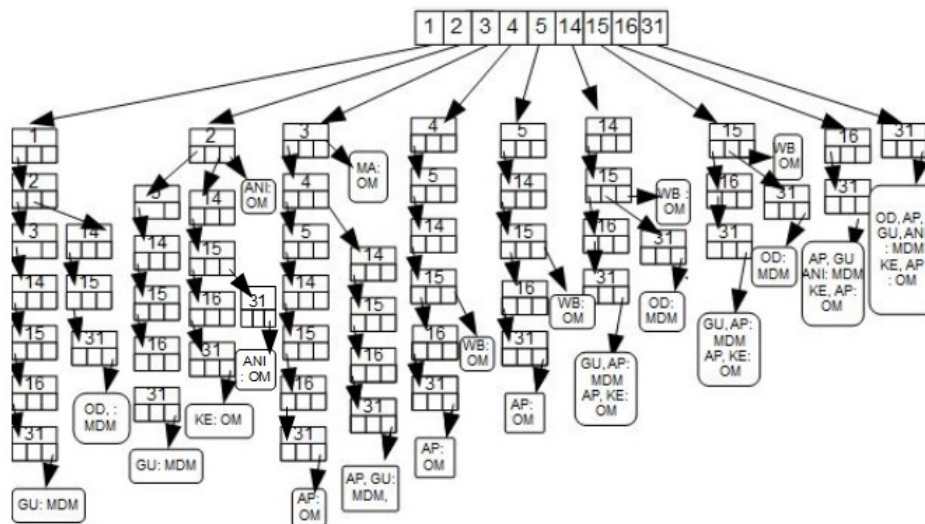 1 2 3 4 5 14 15 16 31
1
2
3
14
15
16
31
GU: MDM
14
15
31
OD, :
MDM
2
3
14
15
16
31
GU: MDM
14
15
16
31
KE: OM
31
ANI
: OM
ANI:
OM
3
4
5
14
15
16
31
AP:
OM
14
15
16
31
AP, GU:
MDM,
MA:
OM
4
5
14
15
16
31
AP:
OM
WB:
OM
5
14
15
16
31
AP:
OM
WB:
OM
14
15
16
31
GU, AP:
MDM
AP, KE:
OM
31
OD:
MDM
WB :
OM
15
16
31
GU, AP:
MDM
AP, KE:
OM
31
OD:
MDM
WB
OM
16
31
AP, GU
ANI: MDM
KE, AP:
OM
31
OD, AP,
GU, ANI
: MDM
KE, AP
: OM